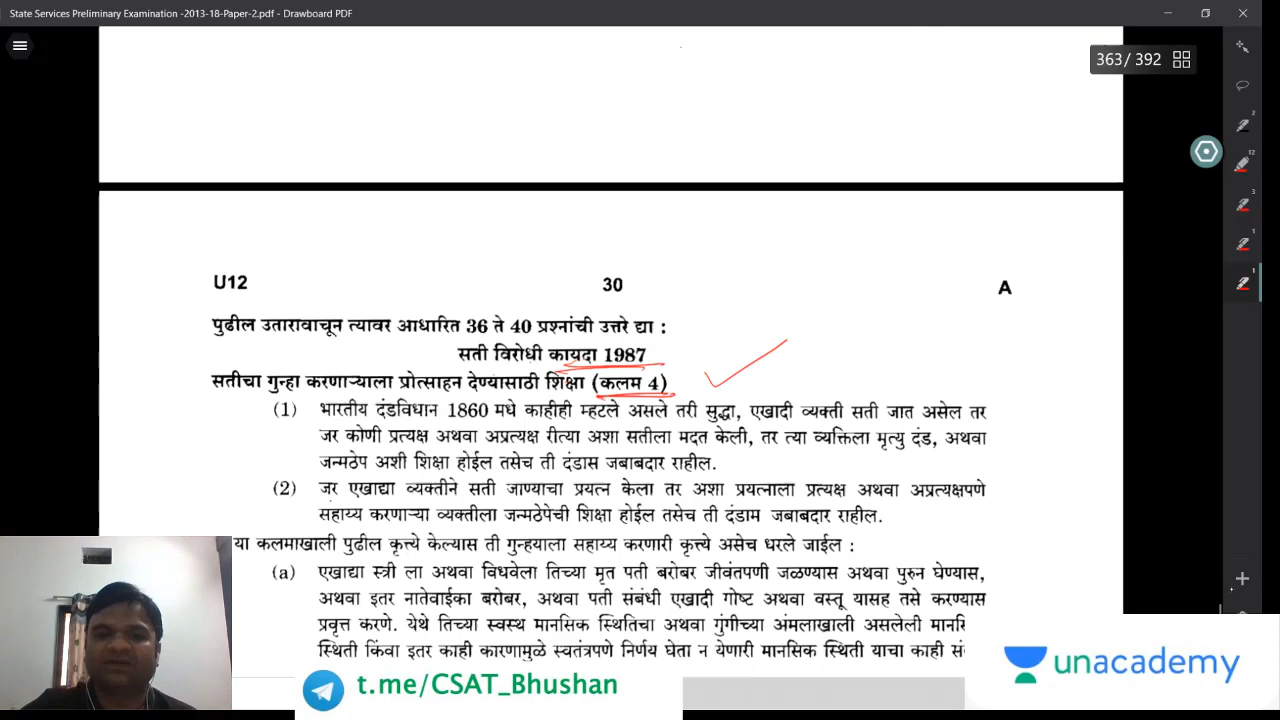 State Services Preliminary Examination -2013-18-Paper-2.pdf - Drawboard PDF
363/ 392
2
12
3
1
1
U12
30
A
पुढील उतारावाचून त्यावर आधारित 36 ते 40 प्रश्नांची उत्तरे द्या :
सती विरोधी कायदा 1987
सतीचा गुन्हा करणाऱ्याला प्रोत्साहन देण्यासाठी शिक्षा (कलम 4)
(1) भारतीय दंडविधान 1860 मधे काहीही म्हटले असले तरी सुद्धा, एखादी व्यक्ती सती जात असेल तर
जर कोणी प्रत्यक्ष अथवा अप्रत्यक्ष रीत्या अशा सतीला मदत केली, तर त्या व्यक्तिला मृत्यु दंड, अथवा
जन्मठेप अशी शिक्षा होईल तसेच ती दंडास जबाबदार राहील.
(2) जर एखाद्या व्यक्तीने सती जाण्याचा प्रयत्न केला तर अशा प्रयत्नाला प्रत्यक्ष अथवा अप्रत्यक्षपणे
सहाय्य करणाऱ्या व्यक्तीला जन्मठेपेची शिक्षा होईल तसेच ती दंडाम जबाबदार राहील.
या कलमाखाली पुढील कृत्ये केल्यास ती गुन्हयाला सहाय्य करणारी कृत्ये असेच धरले जाईल :
(a) एखाद्या स्त्री ला अथवा विधवेला तिच्या मृत पती बरोबर जीवंतपणी जळण्यास अथवा पुरुन घेण्यास,
अथवा इतर नातेवाईका बरोबर, अथवा पती संबंधी एखादी गोष्ट अथवा वस्तू यासह तसे करण्यास
प्रवृत्त करणे. येथे तिच्या स्वस्थ मानसिक स्थितिचा अथवा गुंगीच्या अंमलाखाली असलेली
स्थिती किंवा इतर काही कारणामुळे स्वतंत्रपणे निर्णय घेता न येणारी मानसिक स्थिती याचा काही
t.me/CSAT_Bhushan
unacademy